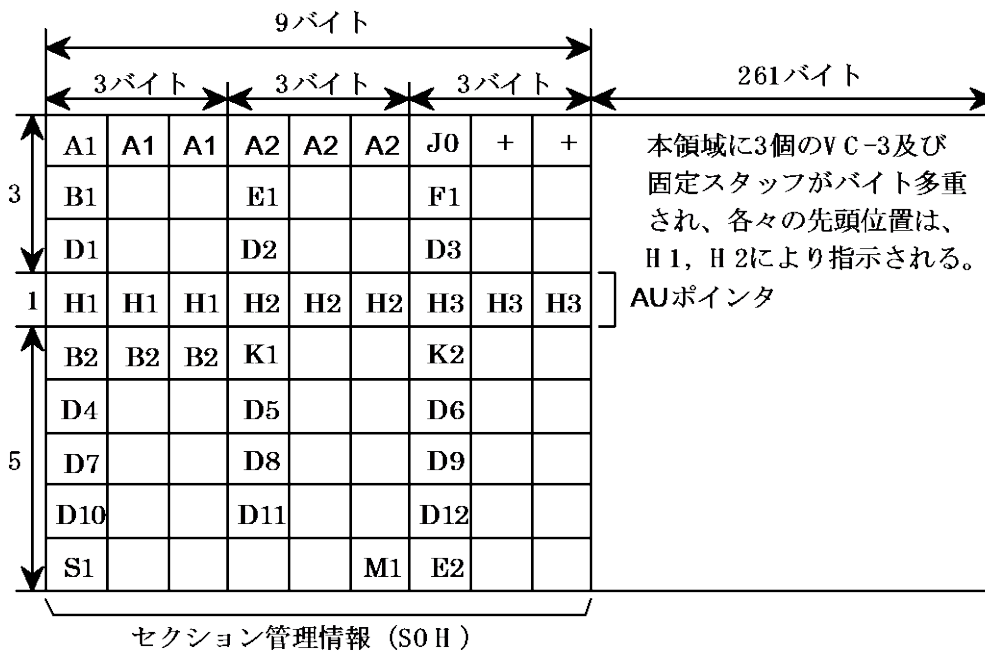 9バイト
3バイト 3バイト 3バイト 261バイト
A1 A1 A1 A2 A2 A2 J0 + +
3 B1 E1 F1
D1 D2 D3
本領域に3個のVC-3及び
固定スタッフがバイト多重
され、各々の先頭位置は、
H1, H2により指示される。
1 H1 H1 H1 H2 H2 H2 H3 H3 H3 AUポインタ
B2 B2 B2 K1 K2
D4 D5 D6
5 D7 D8 D9
D10 D11 D12
S1 M1 E2
セクション管理情報 (SOH)